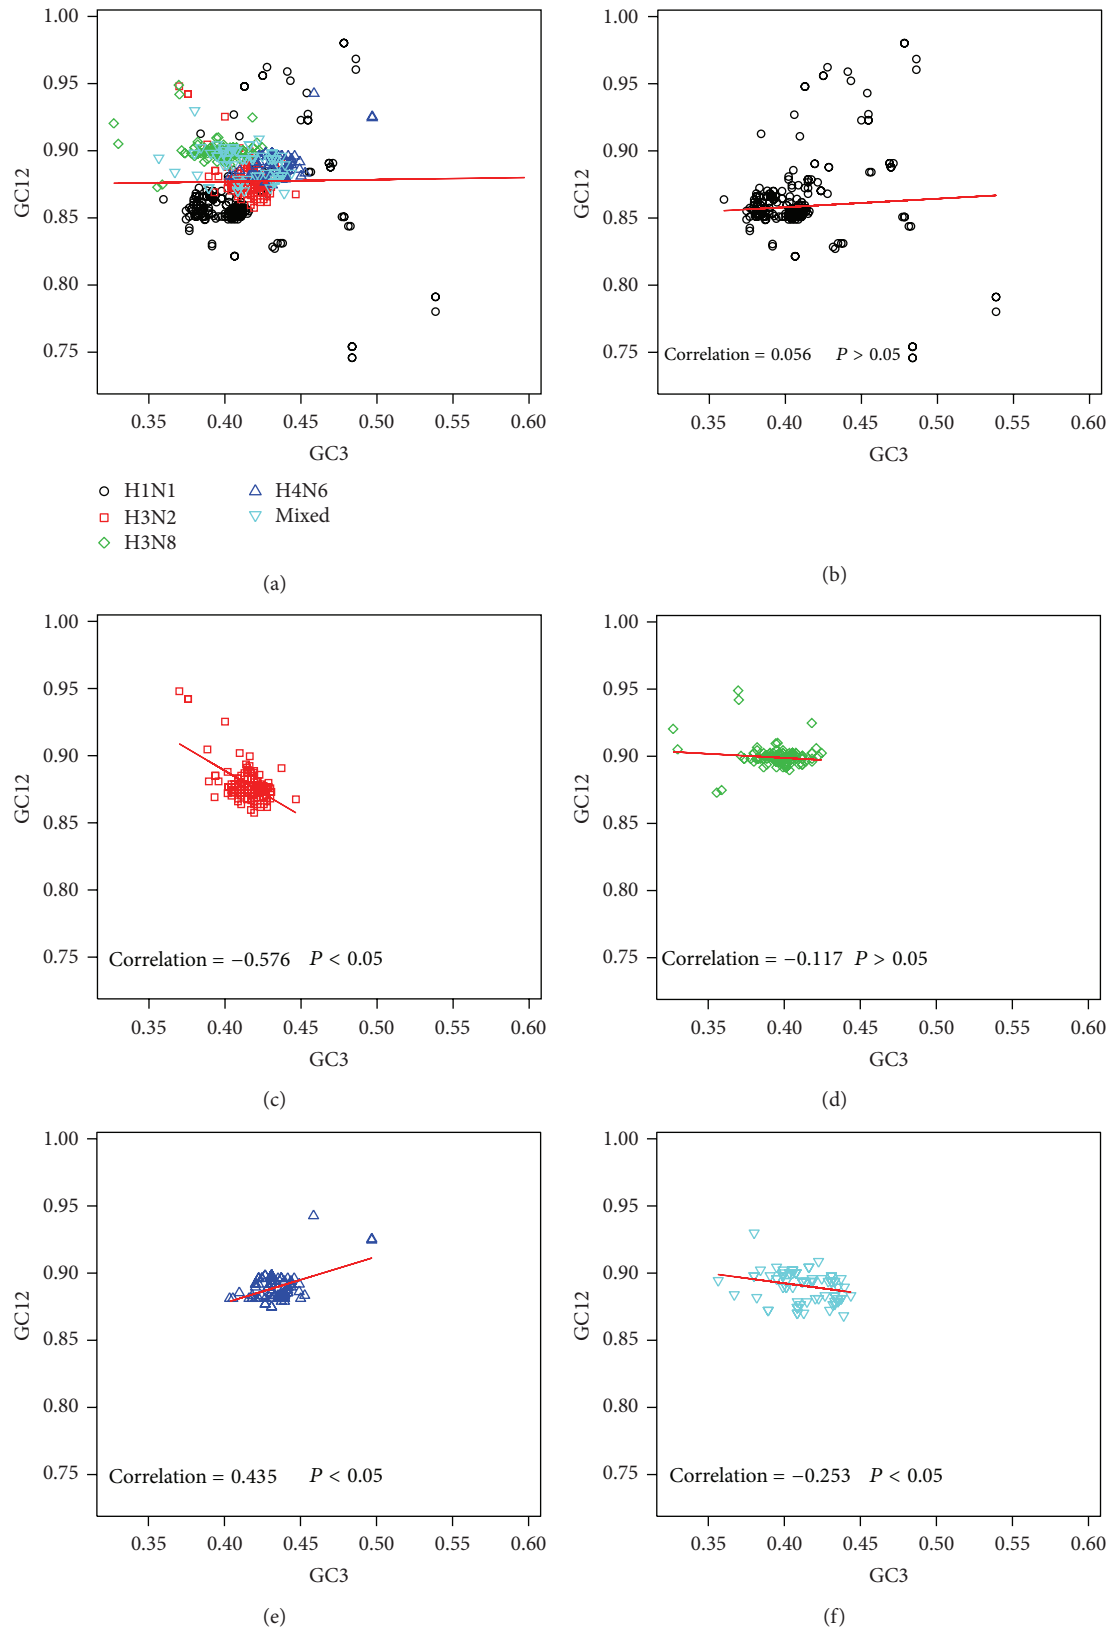 1.00
0.95
0.90
0.85
0.80
0.75
GC12
0.35 0.40 0.45 0.50 0.55 0.60
GC3
H1N1
H3N2
H3N8
H4N6
Mixed
(a)
1.00
0.95
0.90
0.85
0.80
0.75
GC12
Correlation = 0.056 P > 0.05
0.35 0.40 0.45 0.50 0.55 0.60
GC3
(b)
1.00
0.95
0.90
0.85
0.80
0.75
GC12
Correlation = −0.576 P < 0.05
0.35 0.40 0.45 0.50 0.55 0.60
GC3
(c)
1.00
0.95
0.90
0.85
0.80
0.75
GC12
Correlation = −0.117 P > 0.05
0.35 0.40 0.45 0.50 0.55 0.60
GC3
(d)
1.00
0.95
0.90
0.85
0.80
0.75
GC12
Correlation = 0.435 P < 0.05
0.35 0.40 0.45 0.50 0.55 0.60
GC3
(e)
1.00
0.95
0.90
0.85
0.80
0.75
GC12
Correlation = −0.253 P < 0.05
0.35 0.40 0.45 0.50 0.55 0.60
GC3
(f)